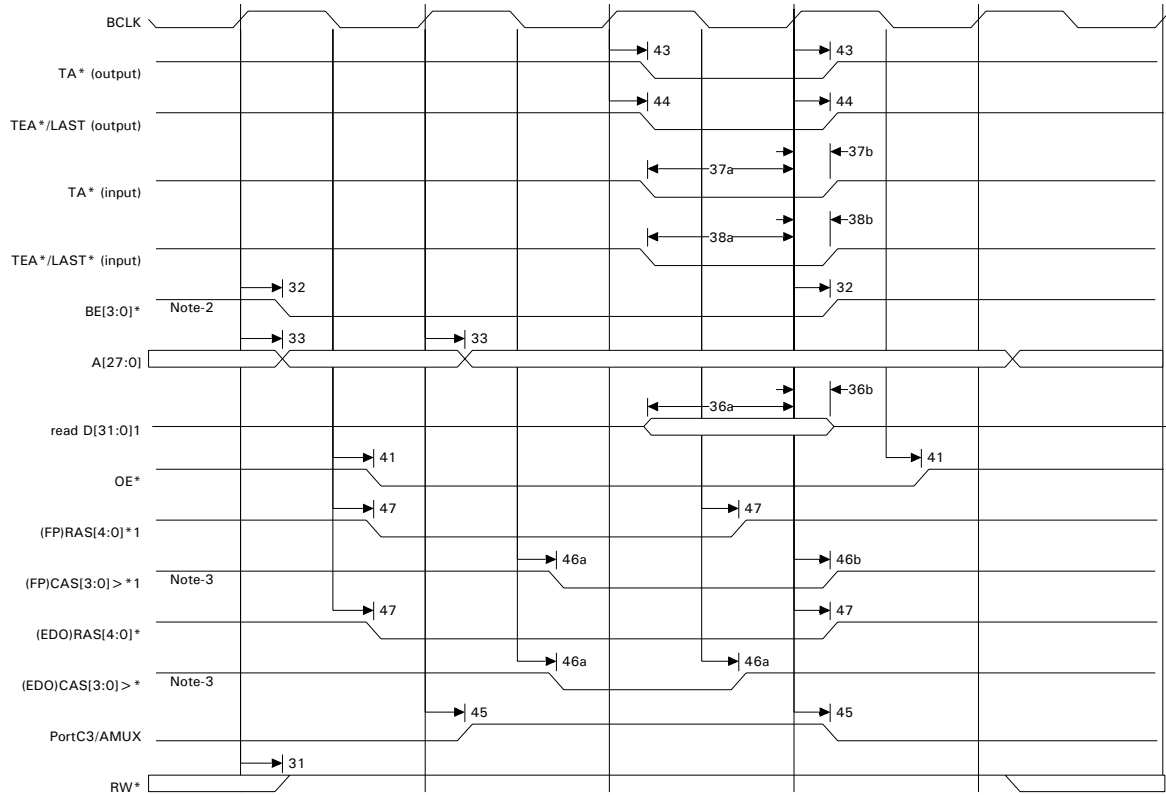 BCLK
43 43
TA* (output)
44 44
TEA*/LAST (output)
37b
37a
TA* (input)
38b
38a
TEA*/LAST* (input)
32 32
BE[3:0]* Note-2
33 33
A[27:0]
36b
36a
read D[31:0]1
41 41
OE*
47 47
(FP)RAS[4:0]*1
46a 46b
(FP)CAS[3:0]>*1 Note-3
47 47
(EDO)RAS[4:0]*
46a 46a
(EDO)CAS[3:0]>* Note-3
45 45
PortC3/AMUX
31
RW*